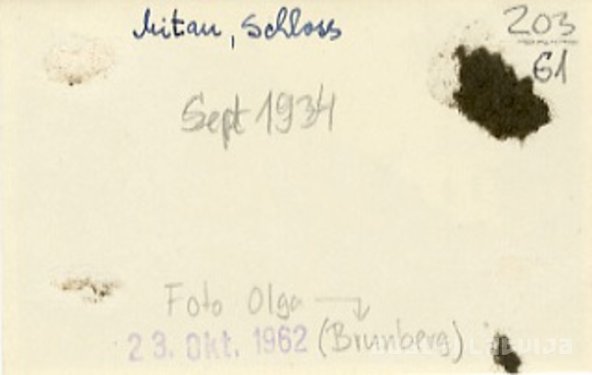 Mitau, Schloss
203
61
Sept 1934
Foto Olga
23. Okt. 1962 (Brunberg)